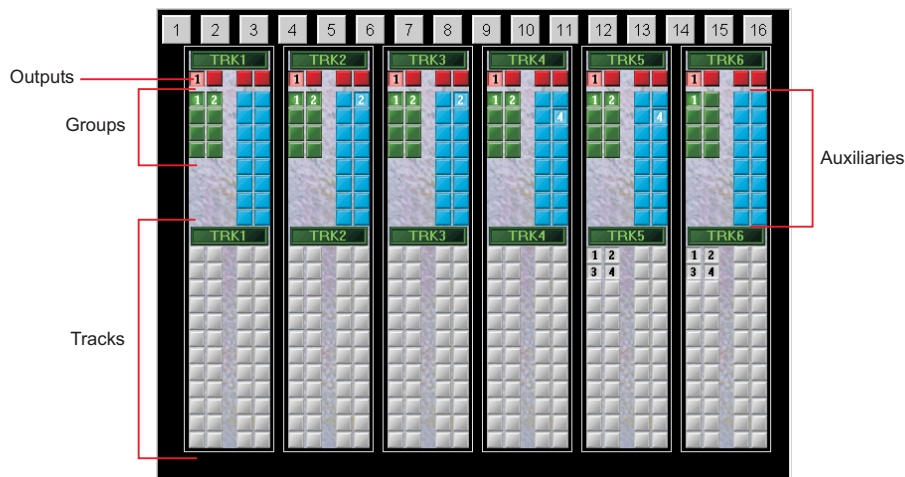 1 2 3 4 5 6 7 8 9 10 11 12 13 14 15 16
TRK1 TRK2 TRK3 TRK4 TRK5 TRK6
Outputs
1 1 1 1 1 1
Groups
1 2 1 2 2 1 2 2 1 2 1 2 1
4 4
Auxiliaries
TRK1 TRK2 TRK3 TRK4 TRK5 TRK6
1 2 1 2
3 4 3 4
Tracks